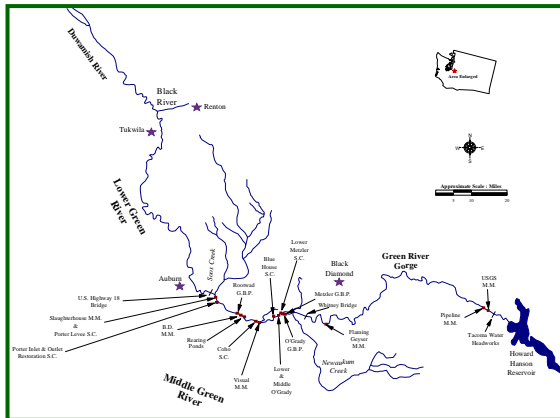 Duwamish River
Black
River
Renton
Tukwila
Area Enlarged
N
W
E
S
Approximate Scale : Miles
5
10
20
Lower Green
River
Soos Creek
Auburn
Lower
Metzler
S.C.
Blue
House
S.C.
Black
Diamond
Green River
Gorge
Rootwad
G.B.P.
Metzler G.B.P.
Whitney Bridge
USGS
M.M.
U.S. Highway 18
Bridge
Slaughterhouse M.M.
&
Porter Levee S.C.
Porter Inlet & Outlet
Restoration S.C.
B.D.
M.M.
Rearing
Ponds
Coho
S.C.
Visual
M.M.
Lower
&
Middle
O'Grady
O'Grady
G.B.P.
Flaming
Geyser
M.M.
Newaukum
Creek
Pipeline
M.M.
Tacoma Water
Headworks
Howard
Hanson
Reservoir
Middle Green
River